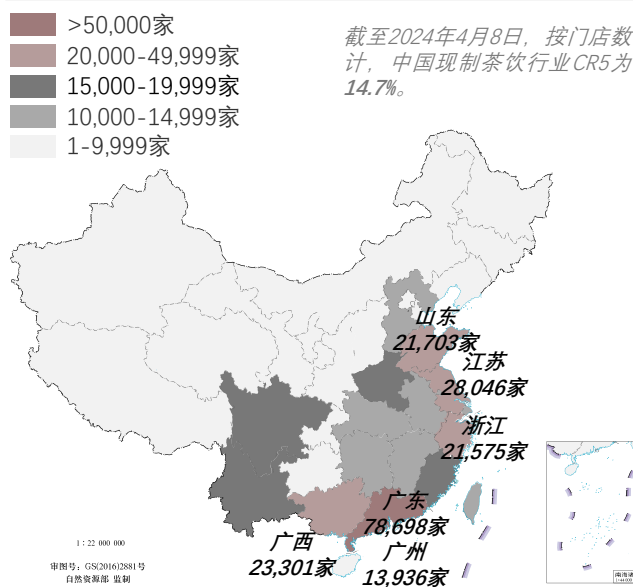 >50,000家
20,000-49,999家
15,000-19,999家
10,000-14,999家
1-9,999家
截至2024年4月8日，按门店数
计，中国现制茶饮行业CR5为
14.7%。
山东
21,703家
江苏
28,046家
浙江
21,575家
广东
78,698家
广西
23,301家
广州
13,936家
1：22 000 000
审图号：GS(2016)2881号
自然资源部 监制
南海诸